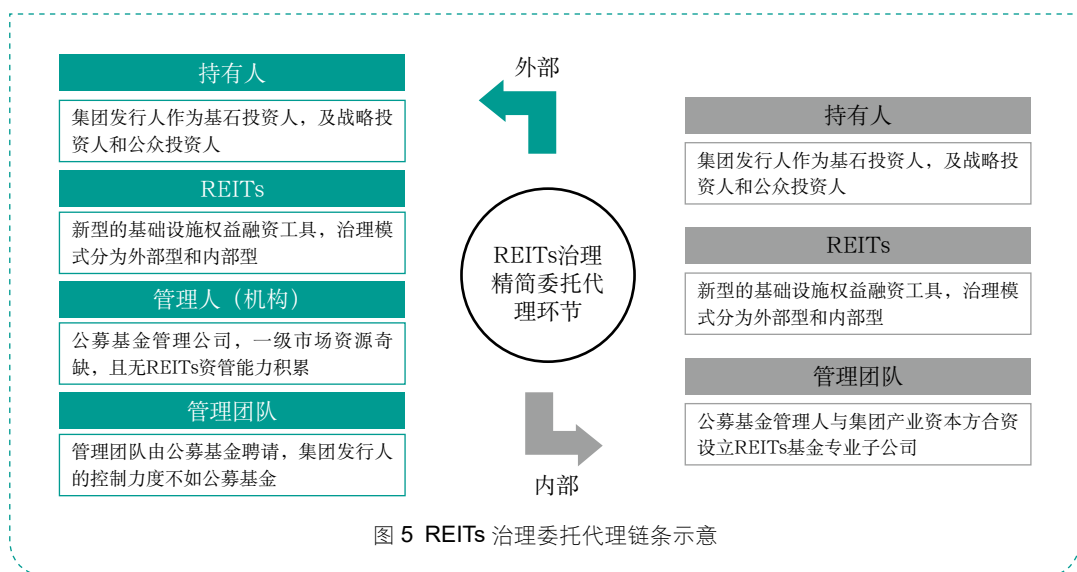 持有人
集团发行人作为基石投资人，及战略投
资人和公众投资人
REITs
新型的基础设施权益融资工具，治理模
式分为外部型和内部型
管理人（机构）
公募基金管理公司，一级市场资源奇
缺，且无REITs资管能力积累
管理团队
管理团队由公募基金聘请，集团发行人
的控制力度不如公募基金
外部
REITs治理
精简委托代
理环节
内部
持有人
集团发行人作为基石投资人，及战略投
资人和公众投资人
REITs
新型的基础设施权益融资工具，治理模
式分为外部型和内部型
管理团队
公募基金管理人与集团产业资本方合资
设立REITs基金专业子公司
图 5 REITs 治理委托代理链条示意